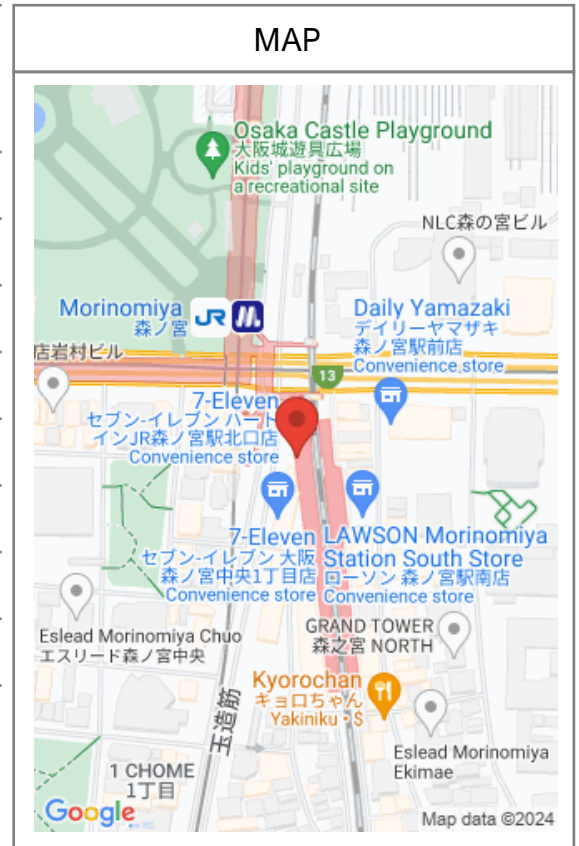 MAP
Osaka Castle Playground
大阪城遊具広場
Kids' playground on
a recreational site
NLC森の宮ビル
Morinomiya
森ノ宮
JR
Daily Yamazaki
デイリーヤマザキ
森ノ宮駅前店
Convenience store
店岩村ビル
13
7-Eleven
セブン-イレブン ハート
インJR森ノ宮駅北口店
Convenience store
7-Eleven
セブン-イレブン 大阪
森ノ宮中央1丁目店
Convenience store
LAWSON Morinomiya
Station South Store
ローソン 森ノ宮駅南店
Convenience store
Eslead Morinomiya Chuo
エスリード森ノ宮中央
GRAND TOWER
森之宮 NORTH
Kyorochan
キョロちゃん
Yakiniku • $
玉造筋
Eslead Morinomiya
Ekimae
1 CHOME
1丁目
Google
Map data ©2024